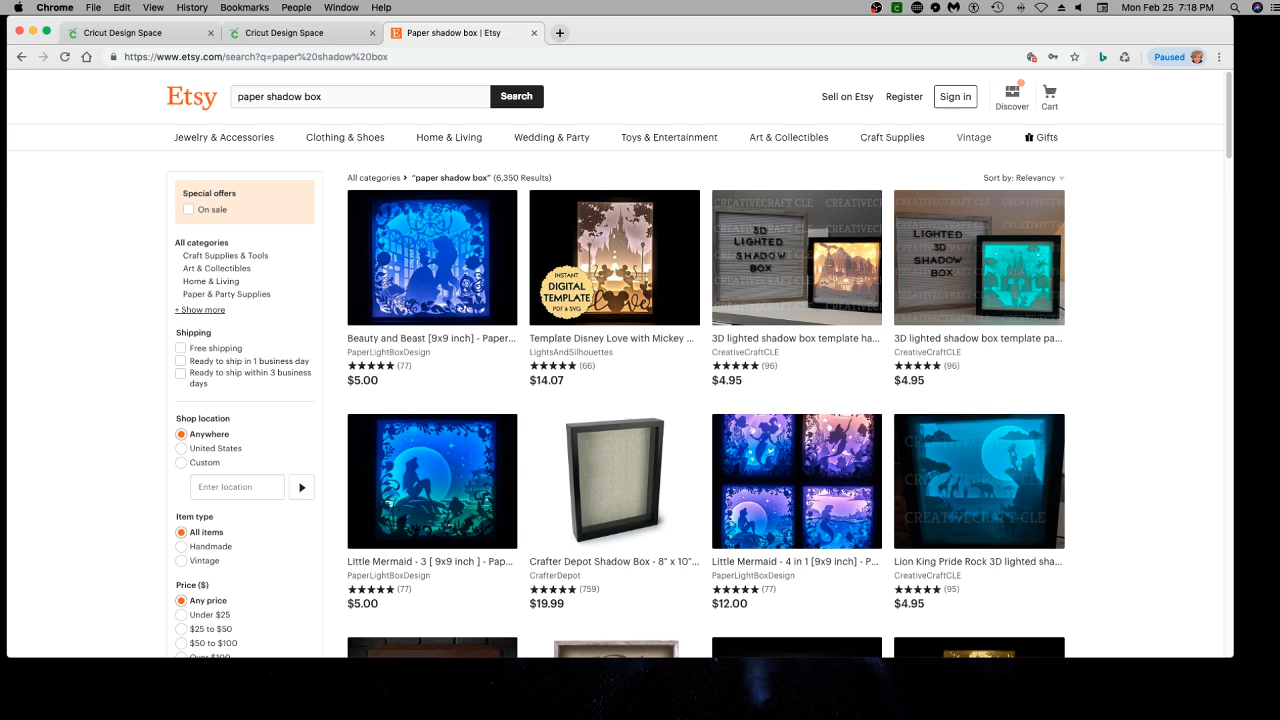 Chrome File Edit View History Bookmarks People Window Help Mon Feb 25 7:18 PM
Cricut Design Space
Cricut Design Space
Paper shadow box | Etsy
https://www.etsy.com/search?q=paper%20shadow%20box
Paused
Etsy
paper shadow box
Search
Sell on Etsy
Register
Sign in
Discover
Cart
Jewelry & Accessories
Clothing & Shoes
Home & Living
Wedding & Party
Toys & Entertainment
Art & Collectibles
Craft Supplies
Vintage
Gifts
Special offers
On sale
All categories
Craft Supplies & Tools
Art & Collectibles
Home & Living
Paper & Party Supplies
+ Show more
Shipping
Free shipping
Ready to ship in 1 business day
Ready to ship within 3 business
days
Shop location
Anywhere
United States
Custom
Enter location
Item type
All items
Handmade
Vintage
Price ($)
Any price
Under $25
$25 to $50
$50 to $100
Over $100
All categories > "paper shadow box" (6,350 Results)
Sort by: Relevancy
INSTANT
DIGITAL
TEMPLATE
PDF & SVG
CREATIVECRAFT CLE
3D
LIGHTED
SHADOW
BOX
CREATIVECRAFT CLE
LIGHTED
3D
SHADOW
BOX
Beauty and Beast [9x9 inch] - Paper...
PaperLightBoxDesign
(77)
$5.00
Template Disney Love with Mickey ...
LightsAndSilhouettes
(66)
$14.07
3D lighted shadow box template ha...
CreativeCraftCLE
(96)
$4.95
3D lighted shadow box template pa...
CreativeCraftCLE
(96)
$4.95
CREATIVECRAFT CLE
Little Mermaid - 3 [ 9x9 inch ] - Pap...
PaperLightBoxDesign
(77)
$5.00
Crafter Depot Shadow Box - 8" x 10"...
CrafterDepot
(759)
$19.99
Little Mermaid - 4 in 1 [9x9 inch] - P...
PaperLightBoxDesign
(77)
$12.00
Lion King Pride Rock 3D lighted sha...
CreativeCraftCLE
(95)
$4.95